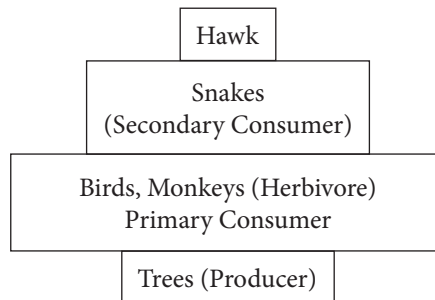 Hawk
Snakes
(Secondary Consumer)
Birds, Monkeys (Herbivore)
Primary Consumer
Trees (Producer)